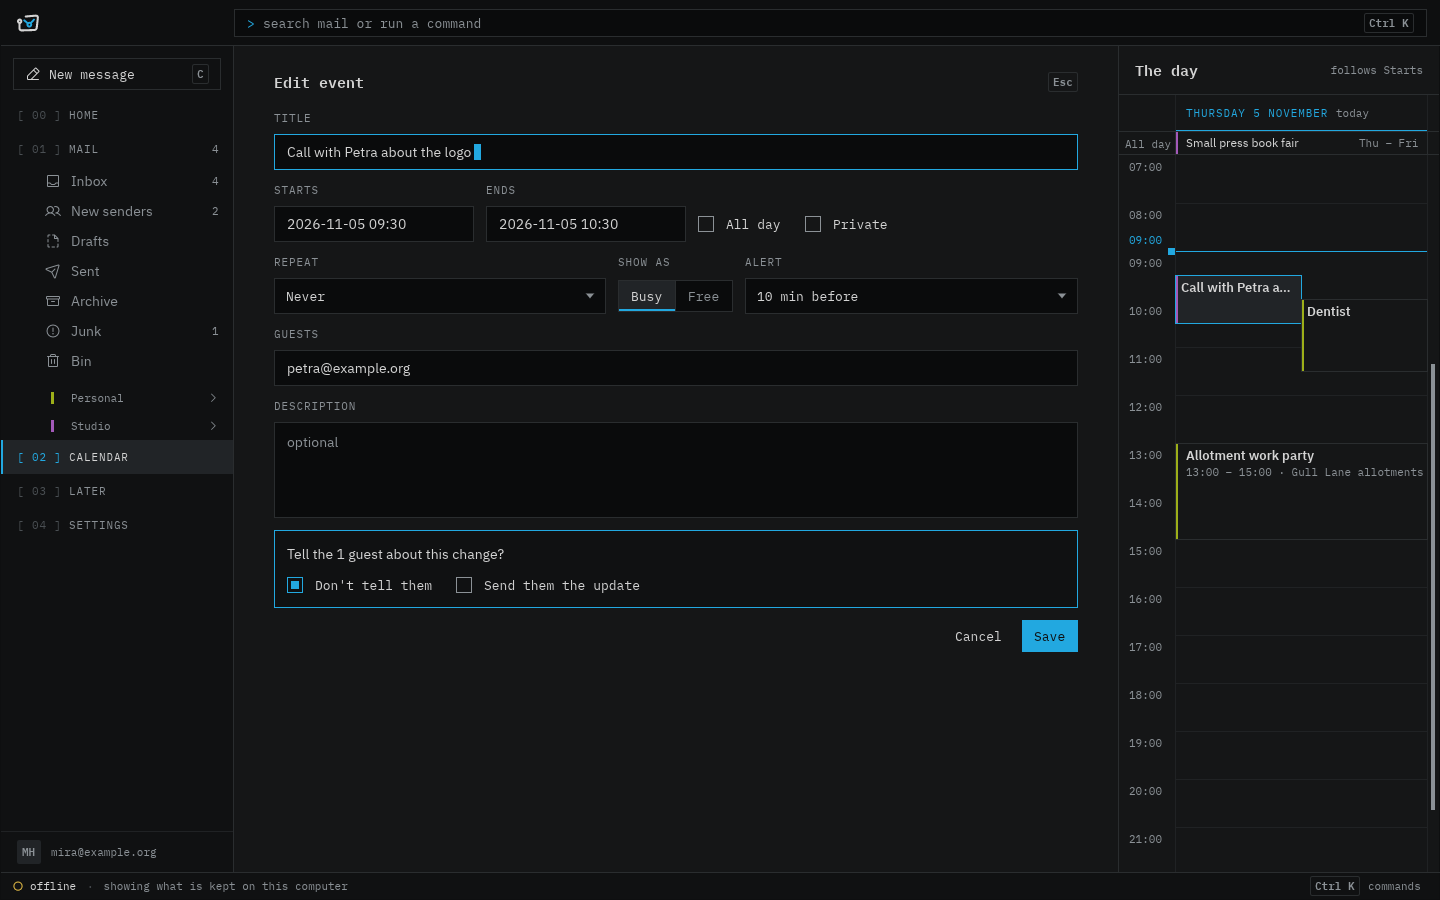 > search mail or run a command
Ctrl K
New message
C
[ 00 ] HOME
[ 01 ] MAIL 4
Inbox 4
New senders 2
Drafts
Sent
Archive
Junk 1
Bin
Personal
Studio
[ 02 ] CALENDAR
[ 03 ] LATER
[ 04 ] SETTINGS
MH mira@example.org
Edit event
Esc
TITLE
Call with Petra about the logo
STARTS ENDS
2026-11-05 09:30 2026-11-05 10:30 All day Private
REPEAT SHOW AS ALERT
Never Busy Free 10 min before
GUESTS
petra@example.org
DESCRIPTION
optional
Tell the 1 guest about this change?
Don't tell them Send them the update
Cancel Save
The day follows Starts
THURSDAY 5 NOVEMBER today
All day Small press book fair Thu – Fri
07:00
08:00
09:00
09:00
Call with Petra a…
10:00 Dentist
11:00
12:00
13:00 Allotment work party
13:00 – 15:00 · Gull Lane allotments
14:00
15:00
16:00
17:00
18:00
19:00
20:00
21:00
offline · showing what is kept on this computer
Ctrl K commands